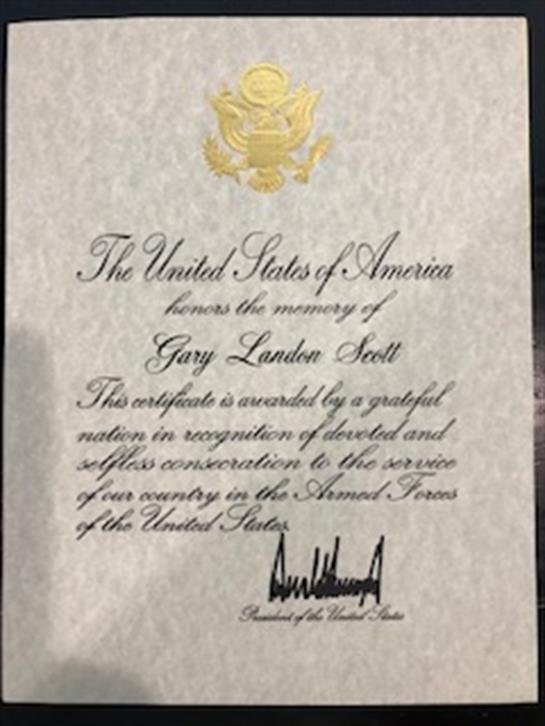 The United States of America
honors the memory of
Gary Landon Scott
This certificate is awarded by a grateful
nation in recognition of devoted and
selfless consecration to the service
of our country in the Armed Forces
of the United States.
President of the United States